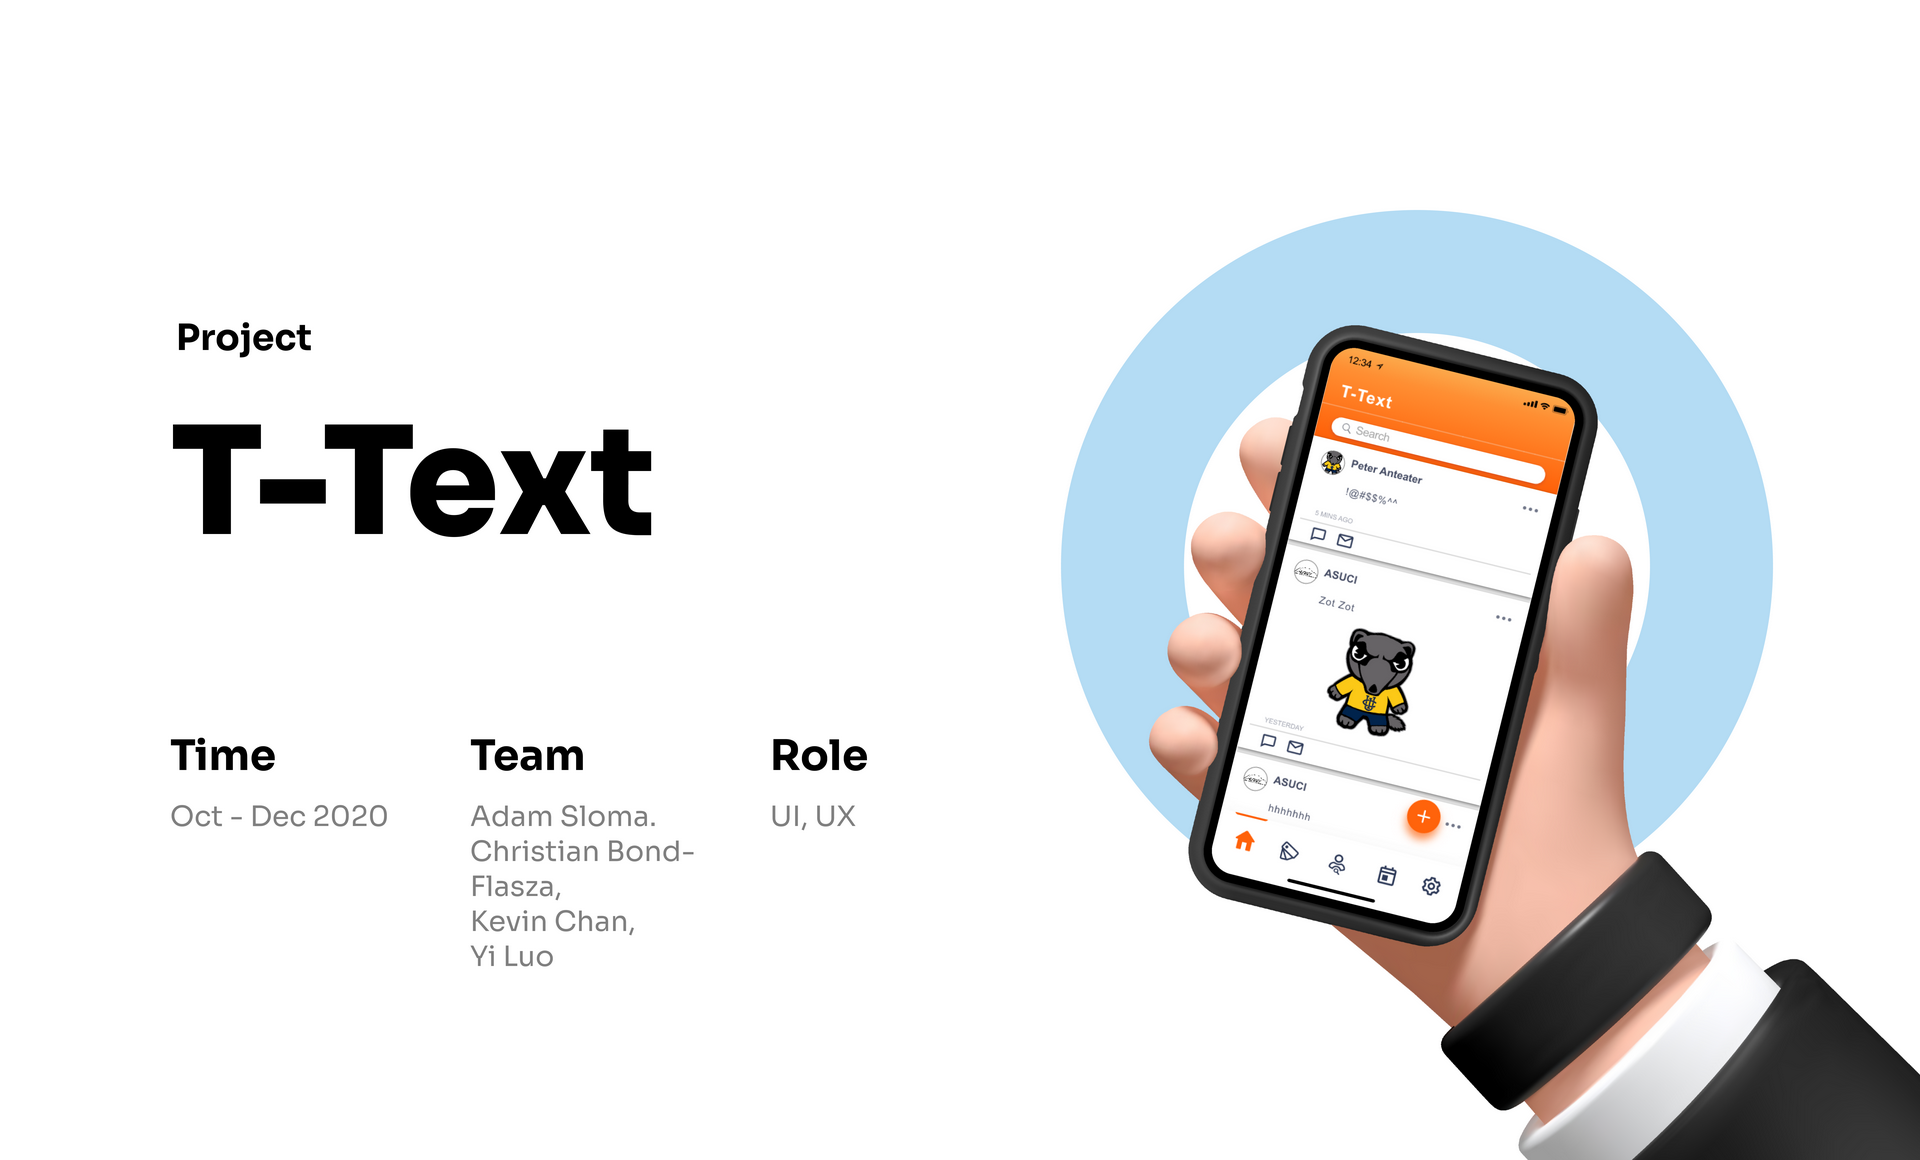 Project
T-Text
Time
Oct - Dec 2020
Team
Adam Sloma.
Christian Bond-
Flasza,
Kevin Chan,
Yi Luo
Role
UI, UX
12:34
T-Text
Search
Peter Anteater
!@#$$%^^
5 MINS AGO
ASUCI
Zot Zot
YESTERDAY
ASUCI
hhhhhhh